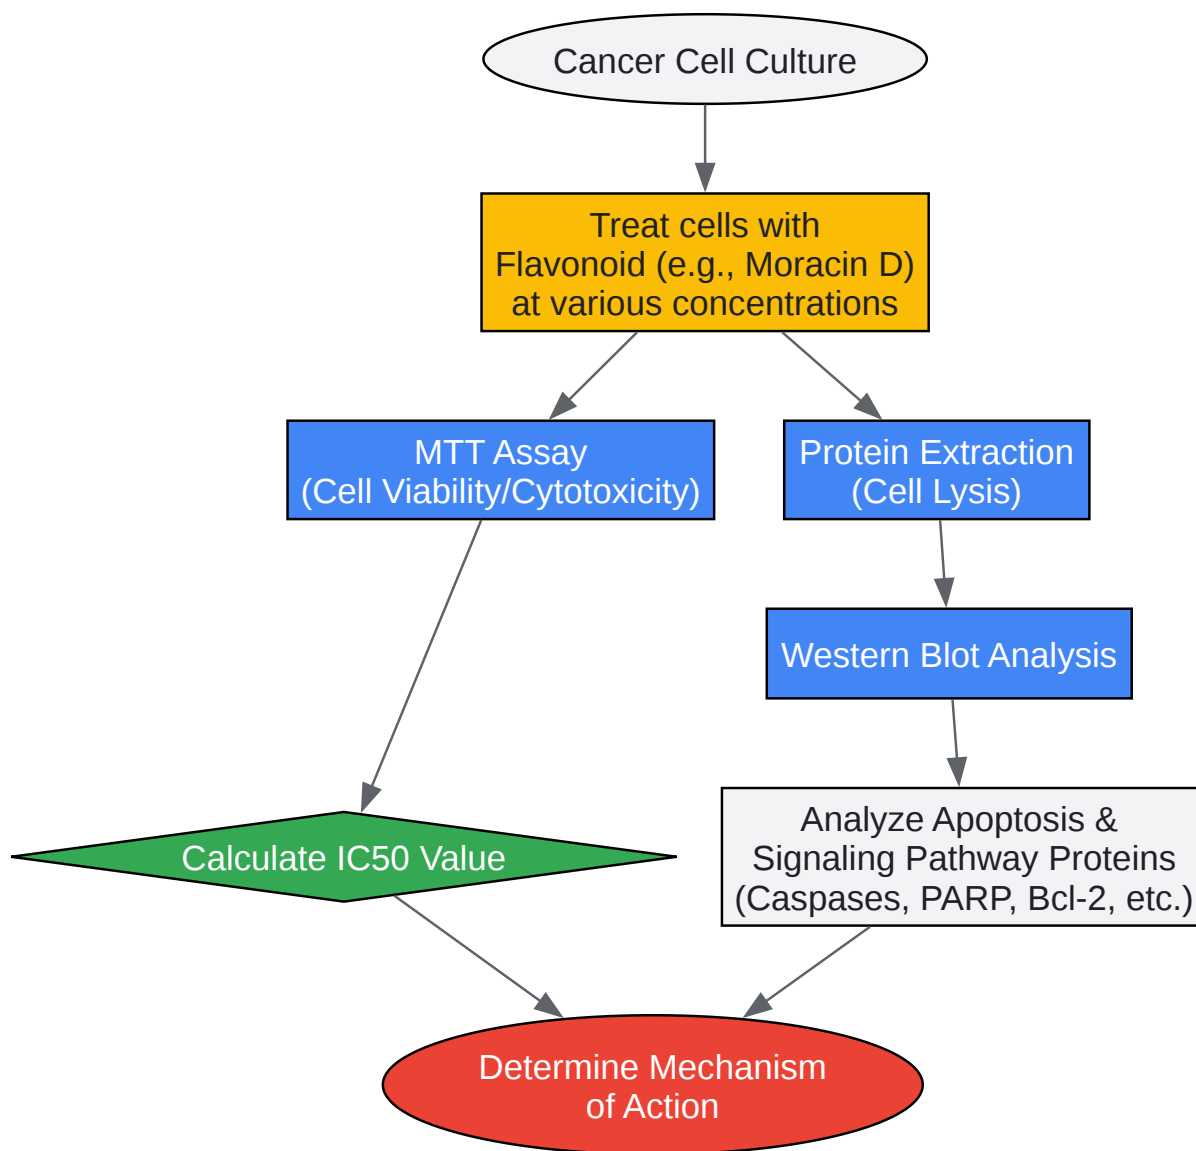 Cancer Cell Culture
Treat cells with
Flavonoid (e.g., Moracin D)
at various concentrations
MTT Assay
(Cell Viability/Cytotoxicity)
Protein Extraction
(Cell Lysis)
Western Blot Analysis
Calculate IC50 Value
Analyze Apoptosis &
Signaling Pathway Proteins
(Caspases, PARP, Bcl-2, etc.)
Determine Mechanism
of Action